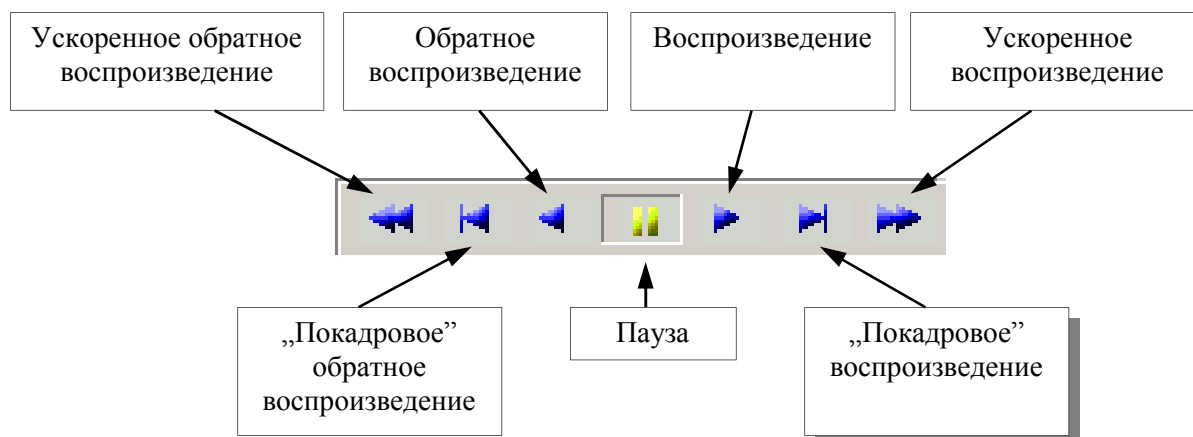 Ускоренное обратное
воспроизведение
Обратное
воспроизведение
Воспроизведение
Ускоренное
воспроизведение
„Покадровое”
обратное
воспроизведение
Пауза
„Покадровое”
воспроизведение